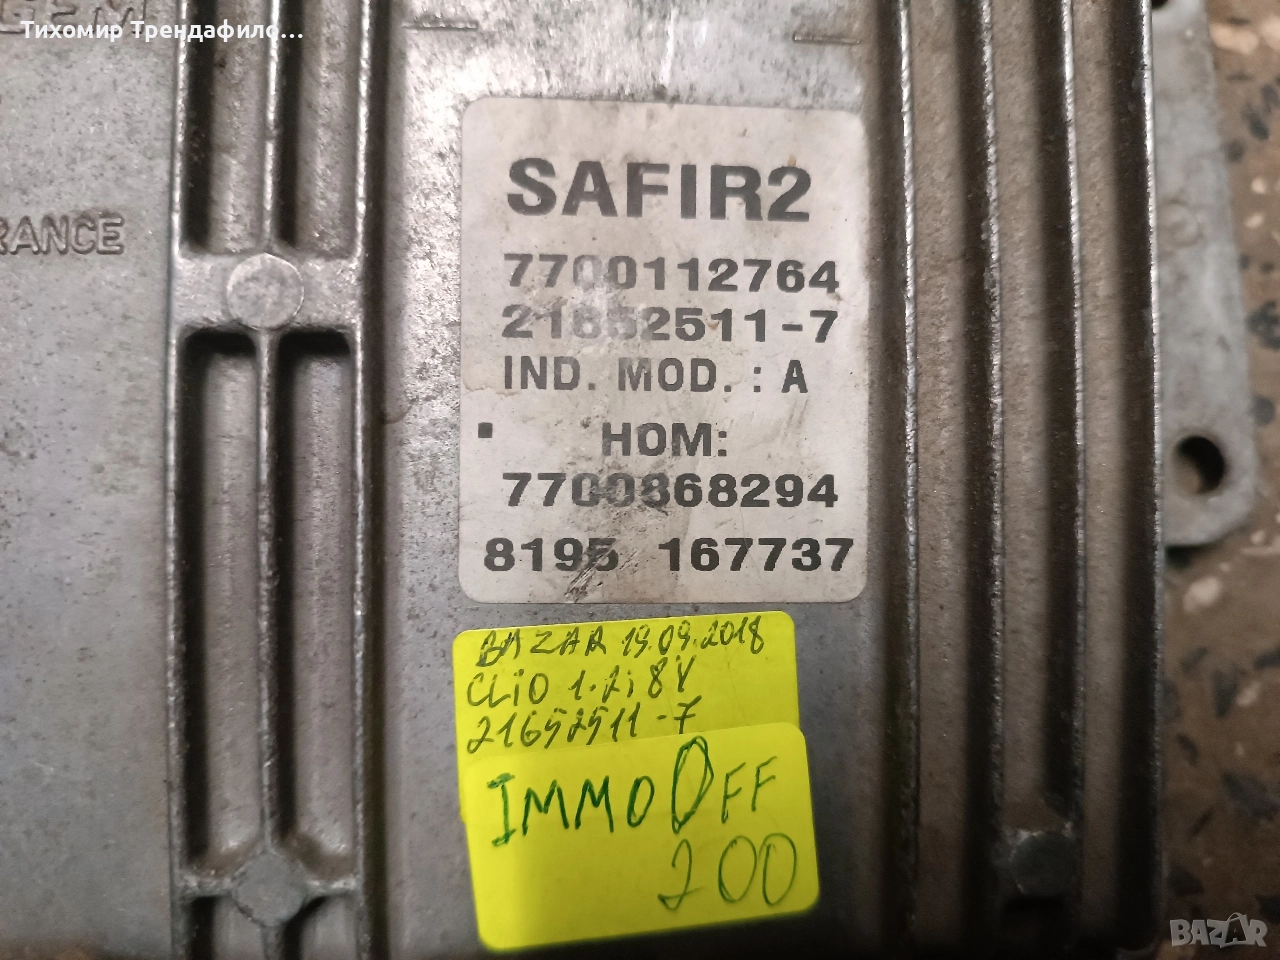 Тихомир Трендафило...
RANCE
SAFIR2
7700112764
21652511-7
IND. MOD. : A
HOM:
7700868294
8195 167737
BAZAR 19.09.2018
CLiO 1.2i 8V
21652511-7
IMMO OFF
200
BAZAR